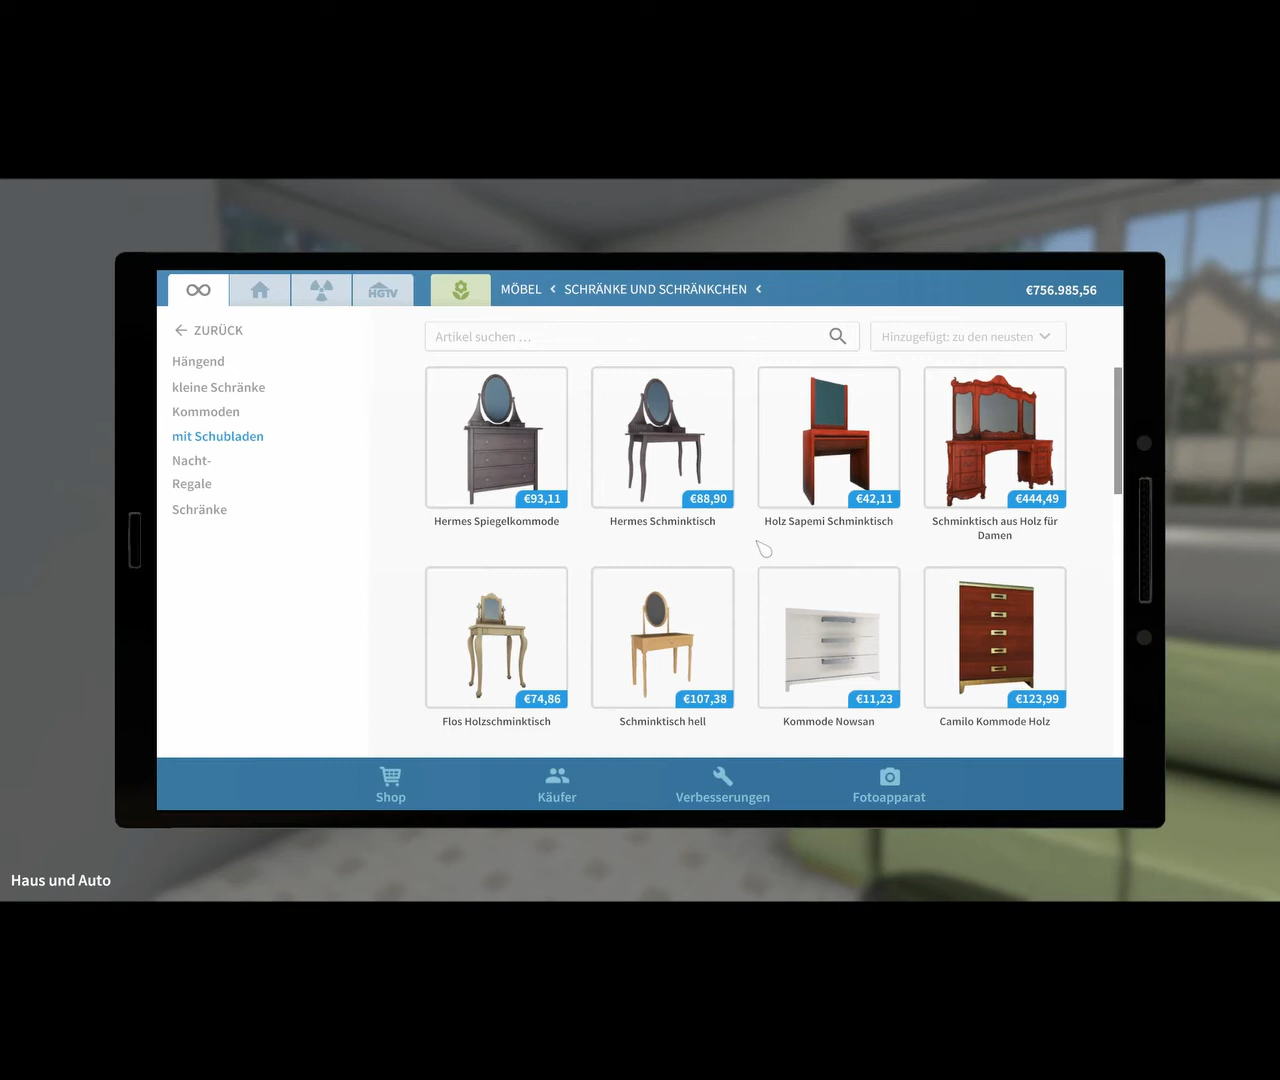 HGTV
MÖBEL < SCHRÄNKE UND SCHRÄNKCHEN <
€756.985,56
← ZURÜCK
Hängend
kleine Schränke
Kommoden
mit Schubladen
Nacht-
Regale
Schränke
Artikel suchen ...
Hinzugefügt: zu den neusten
€93,11
€88,90
€42,11
€444,49
Hermes Spiegelkommode
Hermes Schminktisch
Holz Sapemi Schminktisch
Schminktisch aus Holz für
Damen
€74,86
€107,38
€11,23
€123,99
Flos Holzschminktisch
Schminktisch hell
Kommode Nowsan
Camilo Kommode Holz
Shop
Käufer
Verbesserungen
Fotoapparat
Haus und Auto